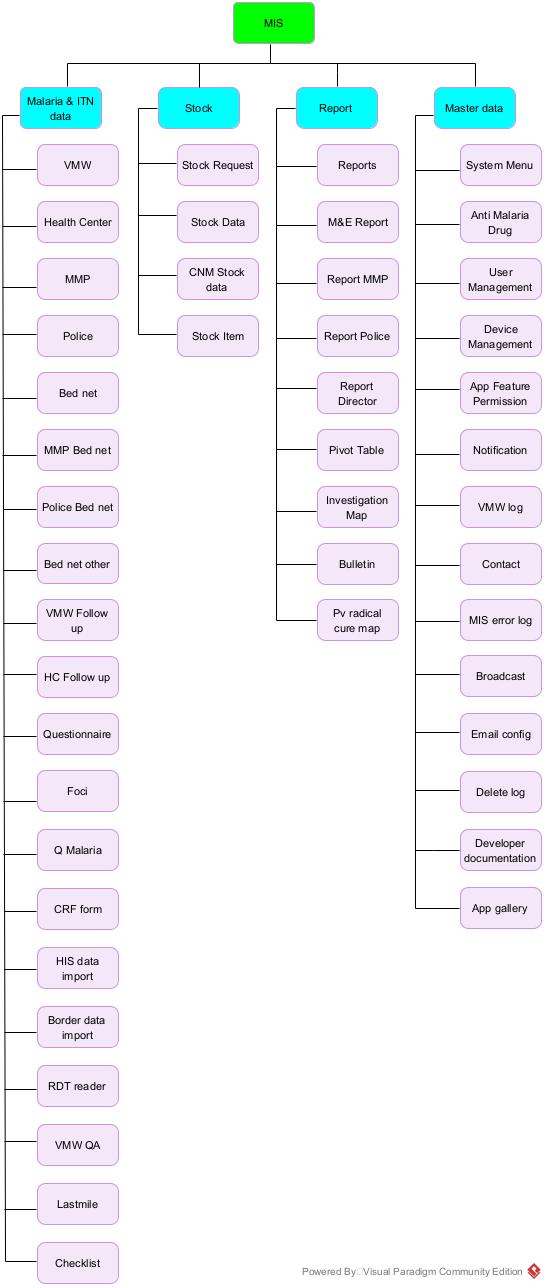 MIS
Malaria & ITN
data
VMW
Health Center
MMP
Police
Bed net
MMP Bed net
Police Bed net
Bed net other
VMW Follow
up
HC Follow up
Questionnaire
Foci
Q Malaria
CRF form
HIS data
import
Border data
import
RDT reader
VMW QA
Lastmile
Checklist
Stock
Stock Request
Stock Data
CNM Stock
data
Stock Item
Report
Reports
M&E Report
Report MMP
Report Police
Report
Director
Pivot Table
Investigation
Map
Bulletin
Pv radical
cure map
Master data
System Menu
Anti Malaria
Drug
User
Management
Device
Management
App Feature
Permission
Notification
VMW log
Contact
MIS error log
Broadcast
Email config
Delete log
Developer
documentation
App gallery
Powered By Visual Paradigm Community Edition